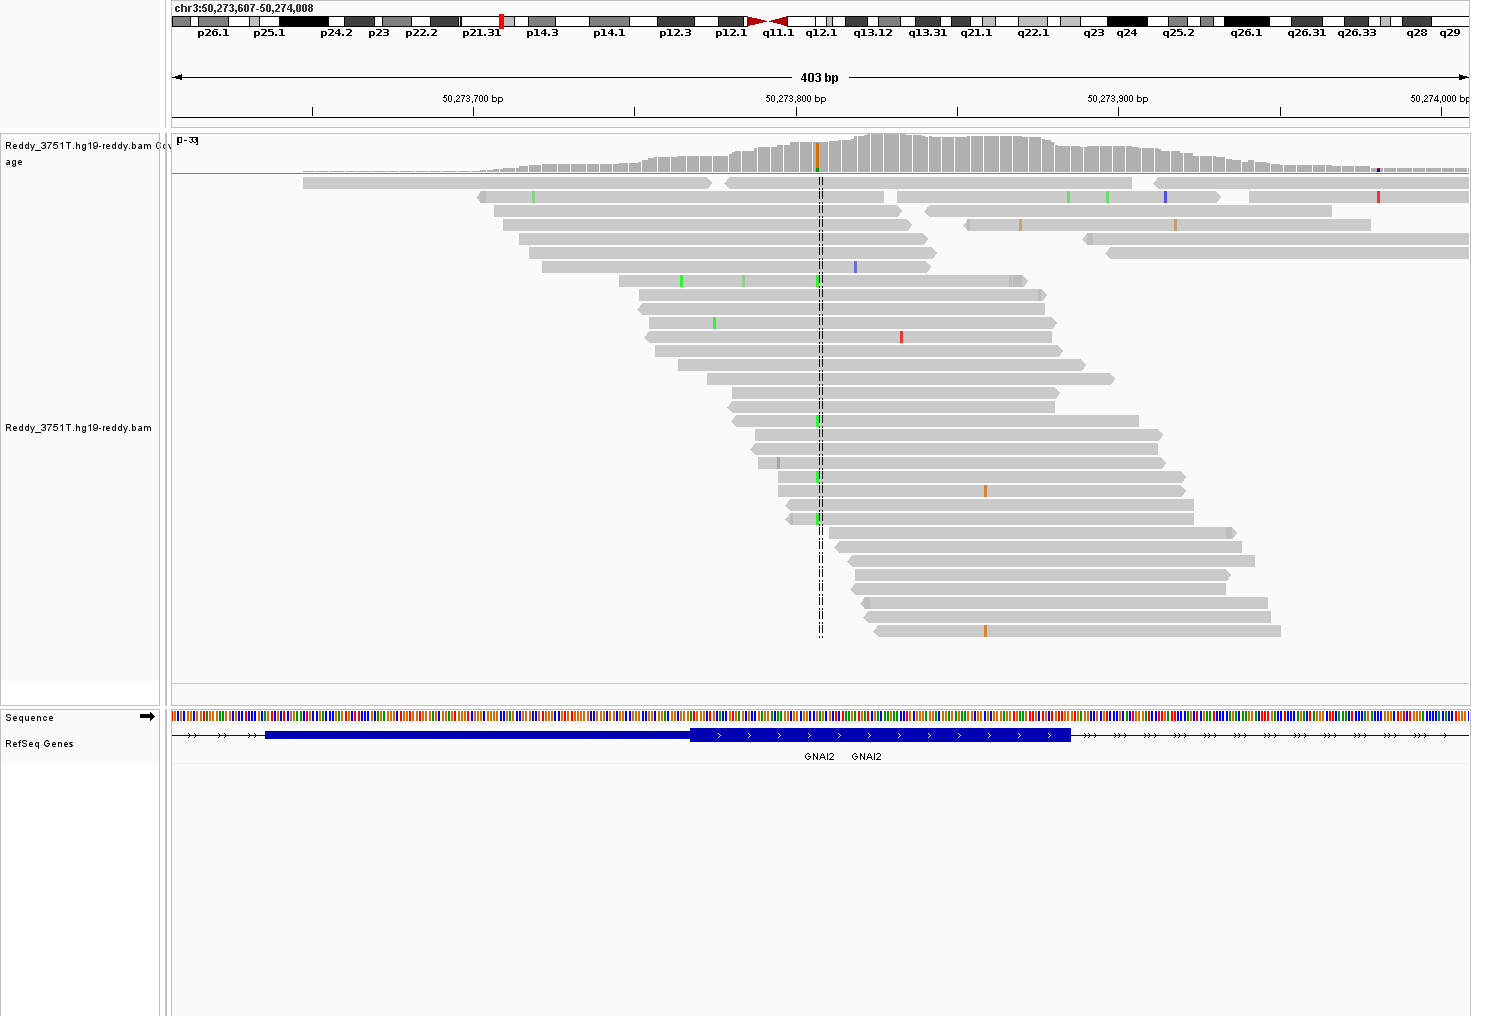 chr3:50,273,607-50,274,008
p26.1 p25.1 p24.2 p23 p22.2 p21.31 p14.3 p14.1 p12.3 p12.1 q11.1 q12.1 q13.12 q13.31 q21.1 q22.1 q23 q24 q25.2 q26.1 q26.31 q26.33 q28 q29
403 bp
50,273,700 bp 50,273,800 bp 50,273,900 bp 50,274,000 bp
[0-33]
Reddy_3751T.hg19-reddy.bam Cov
age
Reddy_3751T.hg19-reddy.bam
Sequence
RefSeq Genes
GNAI2 GNAI2